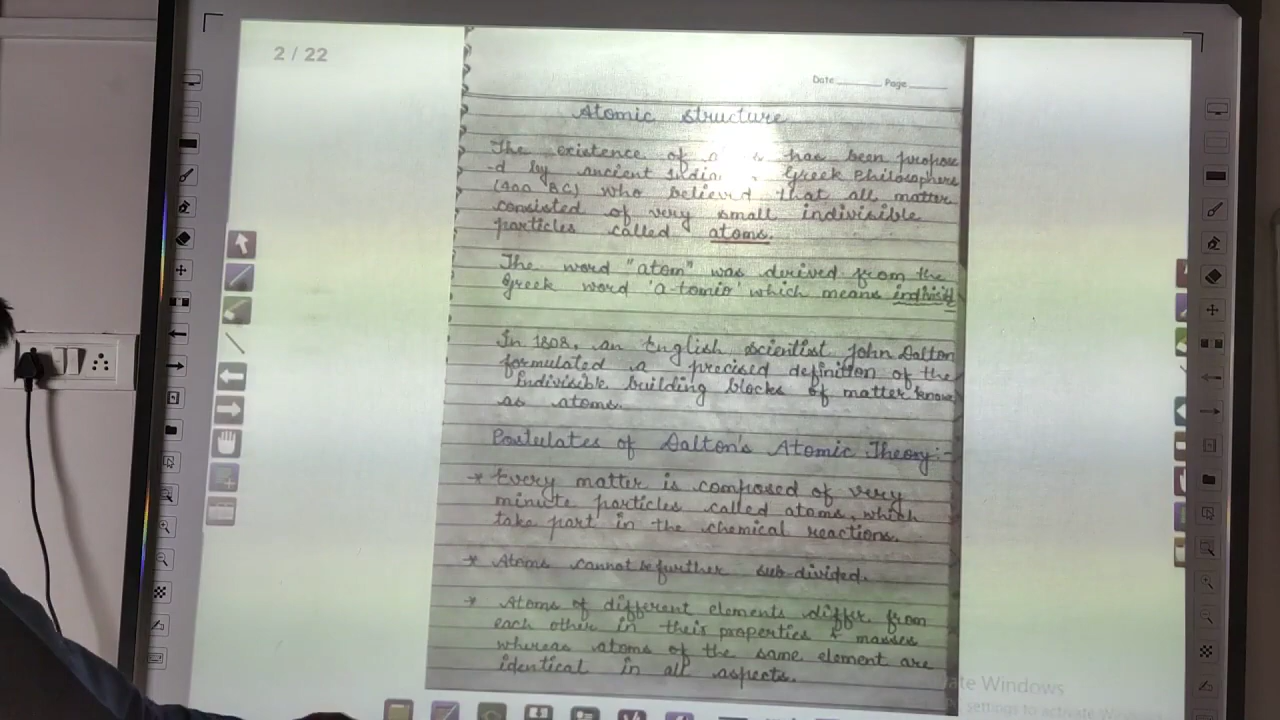 2 / 22
Date Page
Atomic structure
The existence of has been propose
-d by ancient Greek Philosophers
(400 BC) who believed that all matter
consisted of very small indivisible
particles called atoms.
The word "atom" was derived from the
Greek word 'a-tomio' which means
In 1808, an English scientist John Dalton
formulated a precised definition of the
indivisible building blocks of matter know
as atoms.
Postulates of Dalton's Atomic Theory:-
* Every matter is composed of very
minute particles called atoms, which
take part in the chemical reactions.
* Atoms cannot be further sub-divided.
* Atoms of different elements differ from
each other in their properties & masses
whereas atoms of the same element are
identical in all aspects.
Windows
settings to activate